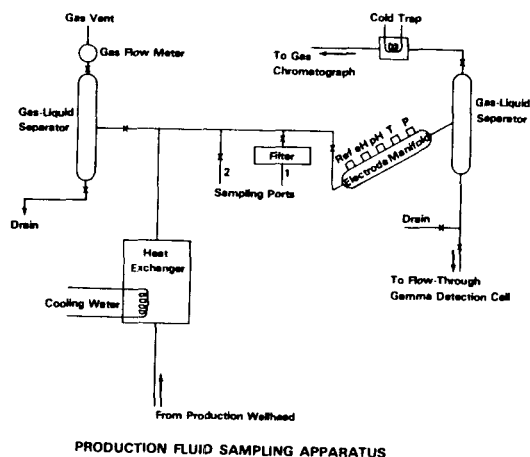 Gas Vent
Gas Flow Meter
Gas-Liquid
Separator
Drain
Heat
Exchanger
Cooling Water
From Production Wellhead
2
Filter
1
Sampling Ports
Cold Trap
To Gas
Chromatograph
Ref eH pH T P
Electrode Manifold
Gas-Liquid
Separator
Drain
To Flow-Through
Gamma Detection Cell
PRODUCTION FLUID SAMPLING APPARATUS